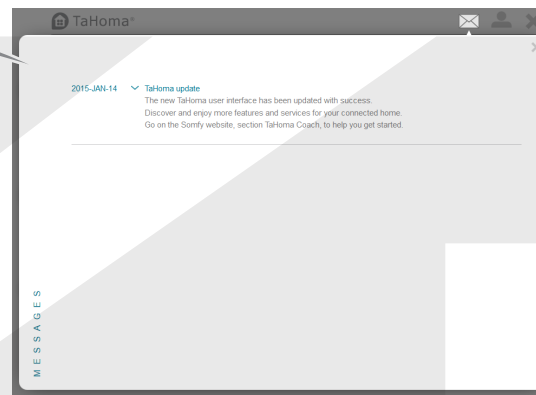 TaHoma®
2015-JAN-14 TaHoma update
The new TaHoma user interface has been updated with success.
Discover and enjoy more features and services for your connected home.
Go on the Somfy website, section TaHoma Coach, to help you get started.
MESSAGES